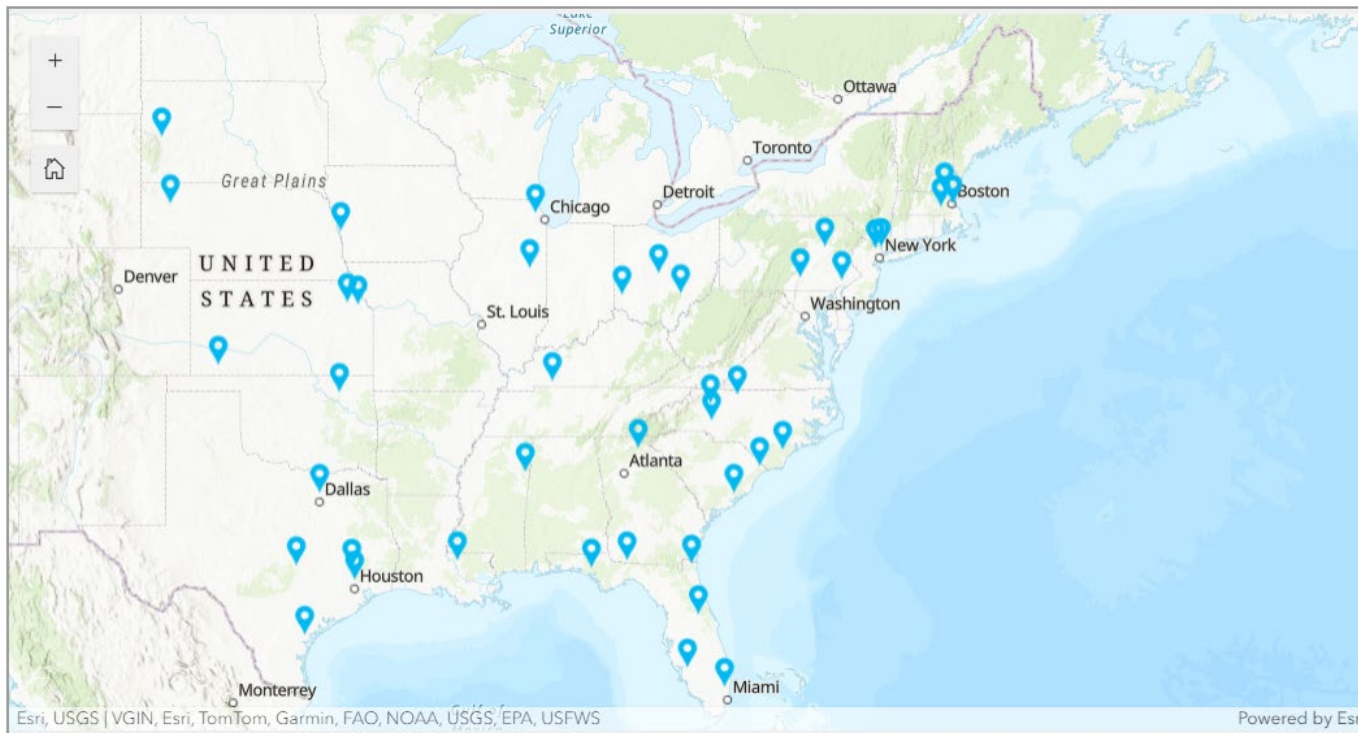 Lake
Superior
+
−
Ottawa
Toronto
Great Plains
Detroit
Boston
Chicago
New York
UNITED
STATES
Denver
Washington
St. Louis
Atlanta
Dallas
Houston
Miami
Monterrey
Esri, USGS | VGIN, Esri, TomTom, Garmin, FAO, NOAA, USGS, EPA, USFWS
Powered by Esr